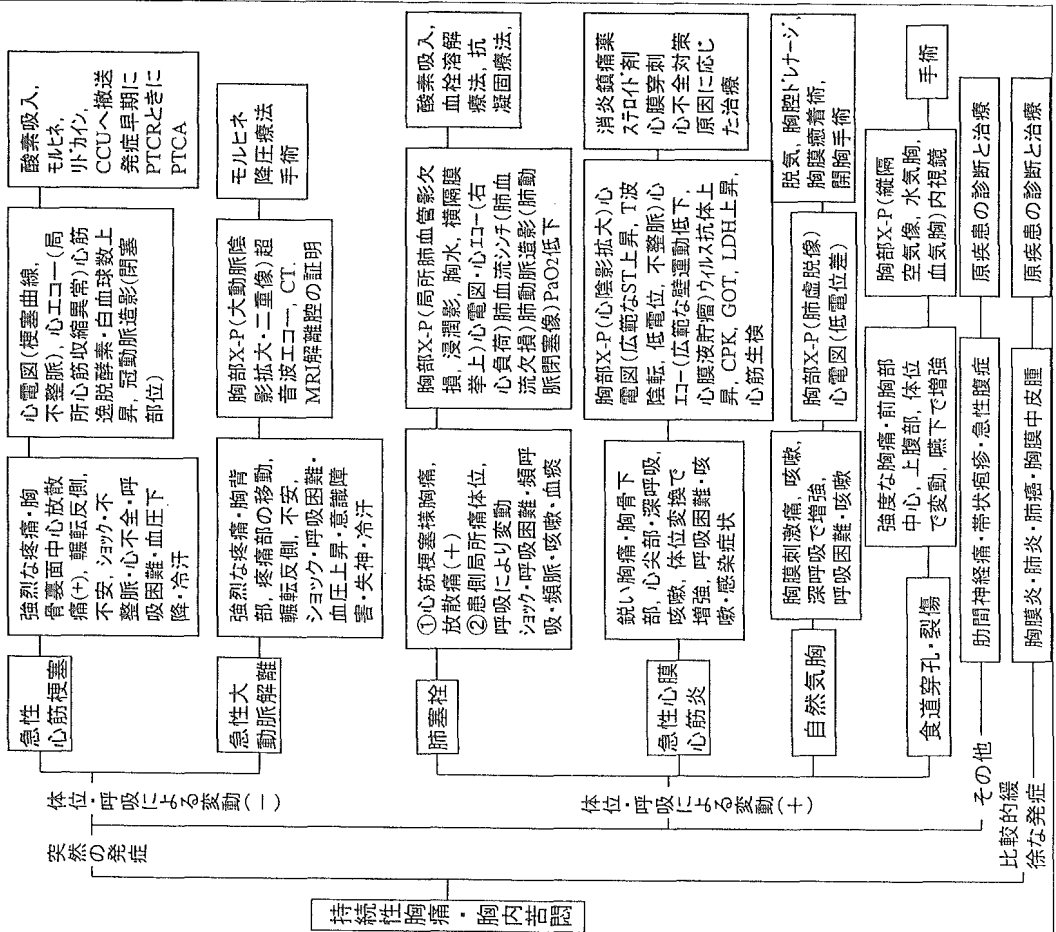 持続性胸痛・胸内苦悶
突然の発症
体位・呼吸による変動(−)
急性
心筋梗塞
強烈な疼痛・胸
骨裏面中心放散
痛(+), 輾転反側,
不安, ショック・不
整脈・心不全・呼
吸困難・血圧下
降・冷汗
心電図(梗塞曲線,
不整脈), 心エコー(局
所心筋収縮異常)心筋
逸脱酵素・白血球数上
昇, 冠動脈造影(閉塞
部位)
酸素吸入,
モルヒネ,
リドカイン,
CCUへ搬送
発症早期に
PTCRときに
PTCA
急性大
動脈解離
強烈な疼痛・胸背
部, 疼痛部の移動,
輾転反側, 不安,
ショック・呼吸困難・
血圧上昇・意識障
害・失神・冷汗
胸部X-P(大動脈陰
影拡大・二重像)超
音波エコー, CT.
MRI解離腔の証明
モルヒネ
降圧療法
手術
体位・呼吸による変動(+)
肺塞栓
①心筋梗塞様胸痛,
放散痛(+)
②患側局所痛体位,
呼吸により変動
ショック・呼吸困難・頻呼
吸・頻脈・咳嗽・血痰
胸部X-P(局所肺血管影欠
損, 浸潤影, 胸水, 横隔膜
挙上)心電図・心エコー(右
心負荷)肺血流シンチ(肺血
流欠損)肺動脈造影(肺動
脈閉塞像)PaO2低下
酸素吸入,
血栓溶解
療法, 抗
凝固療法,
急性心膜
心筋炎
鋭い胸痛・胸骨下
部, 心尖部・深呼吸,
咳嗽, 体位変換で
増強, 呼吸困難・咳
嗽・感染症状
胸部X-P(心陰影拡大)心
電図(広範なST上昇, T波
陰転, 低電位, 不整脈)心
エコー(広範な壁運動低下,
心膜液貯瘤)ウィルス抗体上
昇, CPK, GOT, LDH上昇,
心筋生検
消炎鎮痛薬
ステロイド剤
心膜穿刺
心不全対策
原因に応じ
た治療
自然気胸
胸膜刺激痛, 咳嗽,
深呼吸で増強,
呼吸困難・咳嗽
胸部X-P(肺虚脱像)
心電図(低電位差)
脱気, 胸腔ドレナージ,
胸膜癒着術,
開胸手術
食道穿孔・裂傷
強度な胸痛・前胸部
中心, 上腹部, 体位
で変動, 嚥下で増強
胸部X-P(縦隔
空気像, 水気胸,
血気胸)内視鏡
手術
その他
肋間神経痛・帯状疱疹・急性腹症
原疾患の診断と治療
比較的緩
徐な発症
胸膜炎・肺炎・肺癌・胸膜中皮腫
原疾患の診断と治療